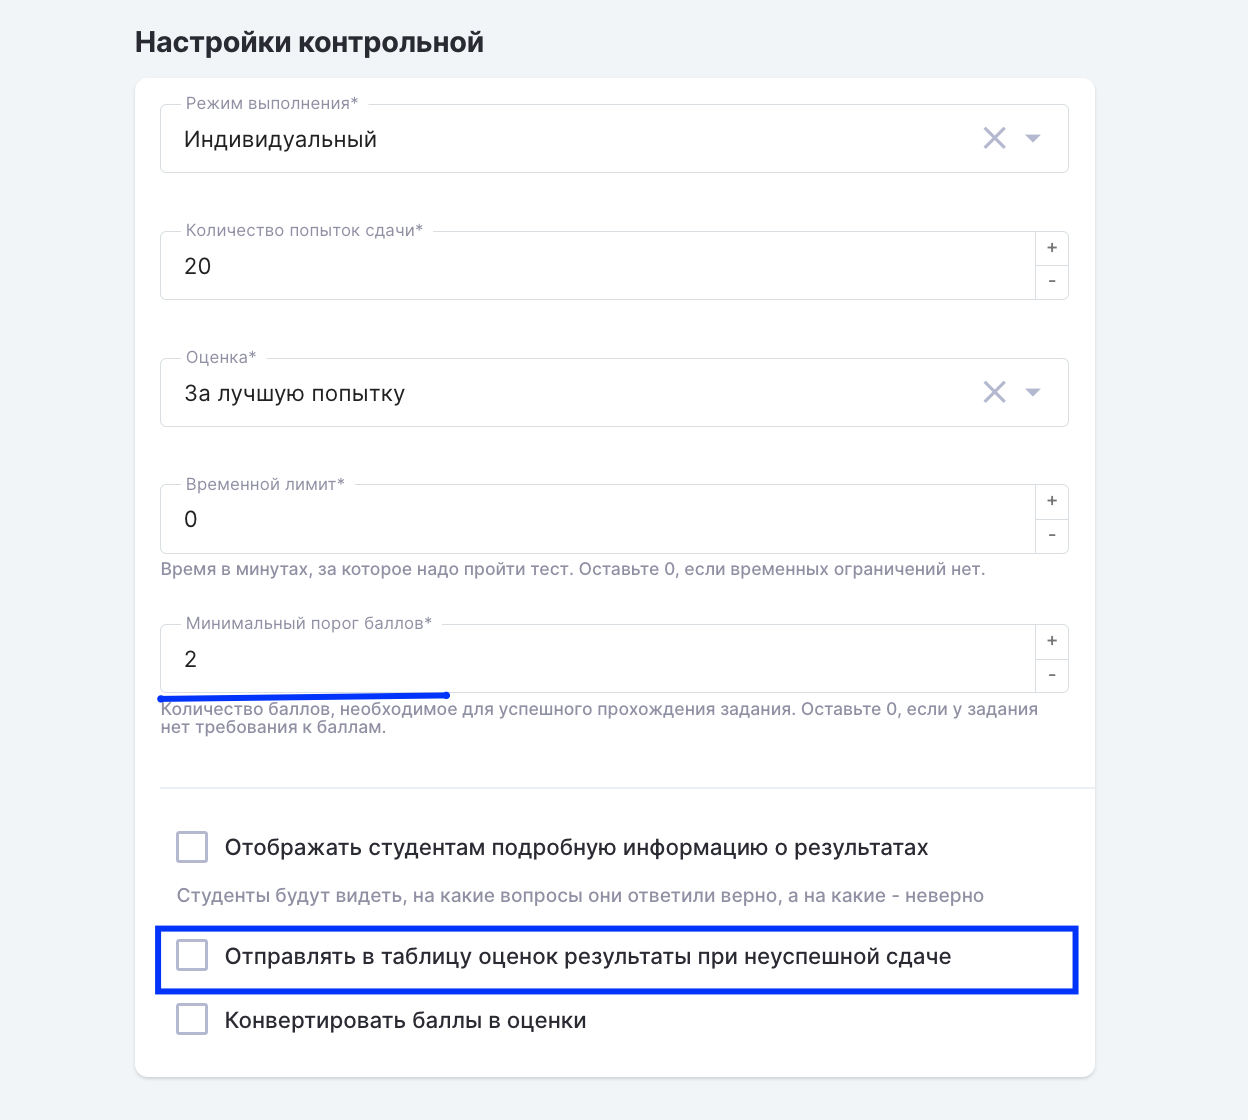 Настройки контрольной
Режим выполнения*
Индивидуальный
Количество попыток сдачи*
20
+
-
Оценка*
За лучшую попытку
Временной лимит*
0
+
-
Время в минутах, за которое надо пройти тест. Оставьте 0, если временных ограничений нет.
Минимальный порог баллов*
2
+
-
Количество баллов, необходимое для успешного прохождения задания. Оставьте 0, если у задания
нет требования к баллам.
Отображать студентам подробную информацию о результатах
Студенты будут видеть, на какие вопросы они ответили верно, а на какие - неверно
Отправлять в таблицу оценок результаты при неуспешной сдаче
Конвертировать баллы в оценки